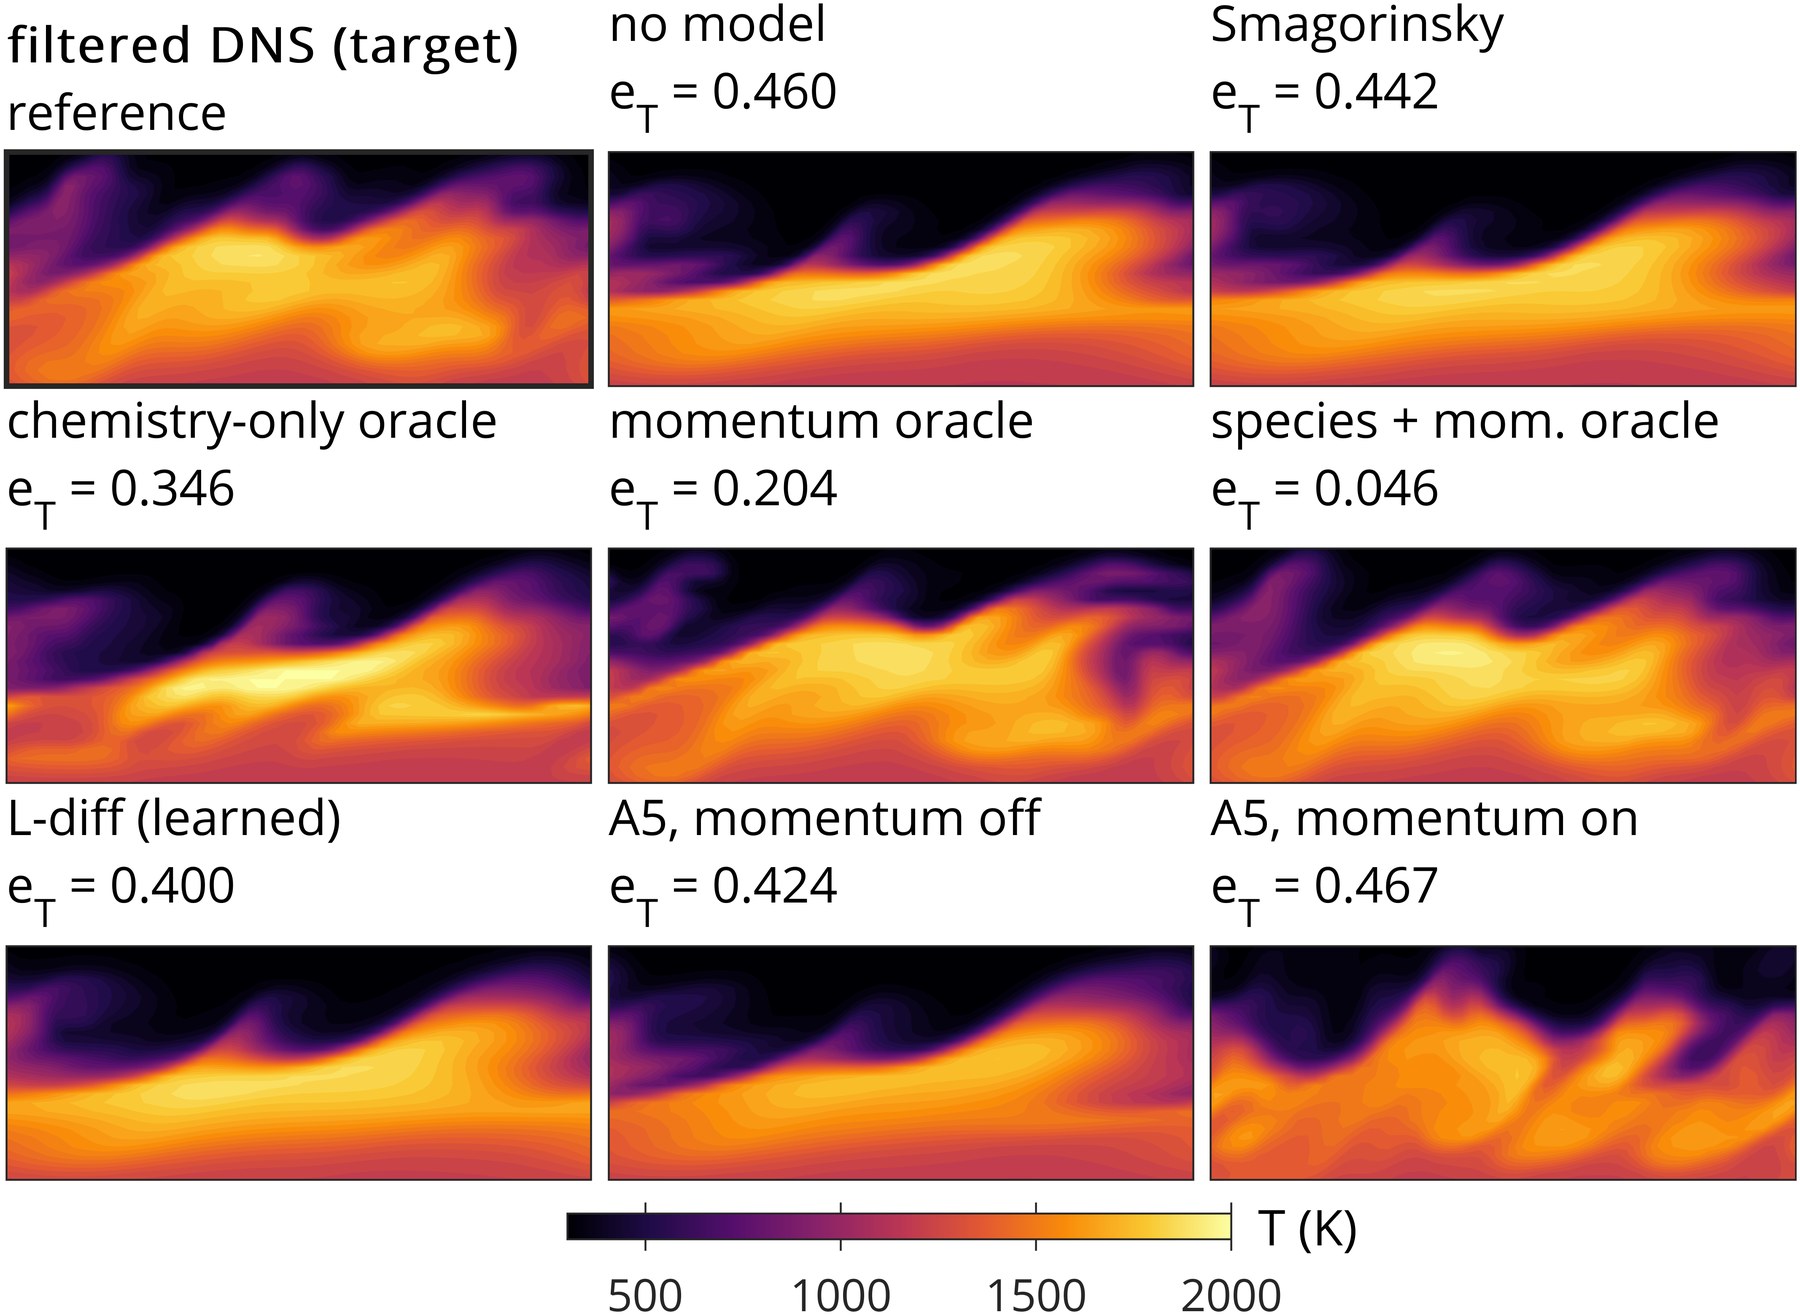 filtered DNS (target)
reference
no model
e_T = 0.460
Smagorinsky
e_T = 0.442
chemistry-only oracle
e_T = 0.346
momentum oracle
e_T = 0.204
species + mom. oracle
e_T = 0.046
L-diff (learned)
e_T = 0.400
A5, momentum off
e_T = 0.424
A5, momentum on
e_T = 0.467
T (K)
500 1000 1500 2000